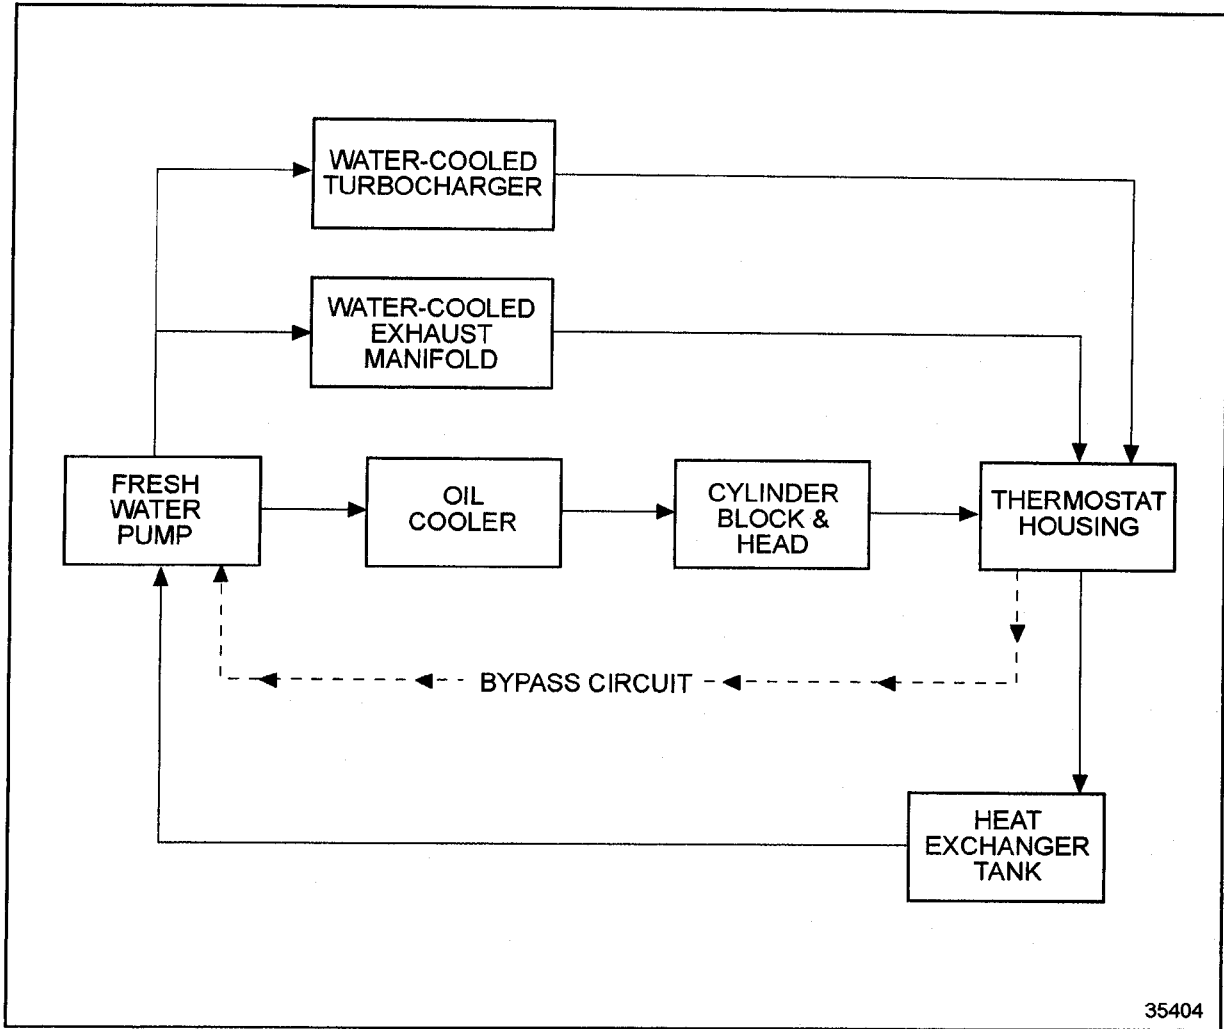 WATER-COOLED
TURBOCHARGER
WATER-COOLED
EXHAUST
MANIFOLD
FRESH
WATER
PUMP
OIL
COOLER
CYLINDER
BLOCK &
HEAD
THERMOSTAT
HOUSING
BYPASS CIRCUIT
HEAT
EXCHANGER
TANK
35404